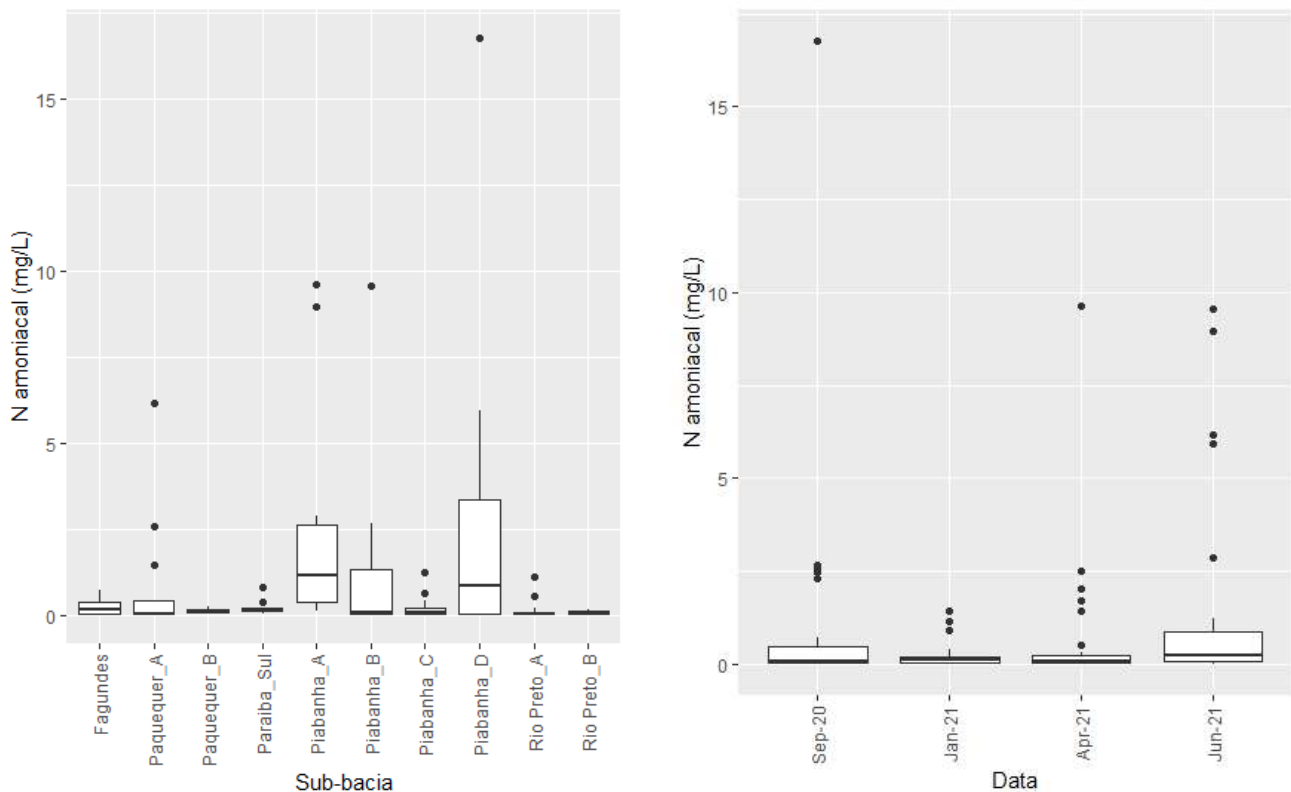 N amoniacal (mg/L)
15
10
5
0
Fagundes
Paquequer_A
Paquequer_B
Paraiba_Sul
Piabanha_A
Piabanha_B
Piabanha_C
Piabanha_D
Rio Preto_A
Rio Preto_B
Sub-bacia
N amoniacal (mg/L)
15
10
5
0
Sep-20
Jan-21
Apr-21
Jun-21
Data